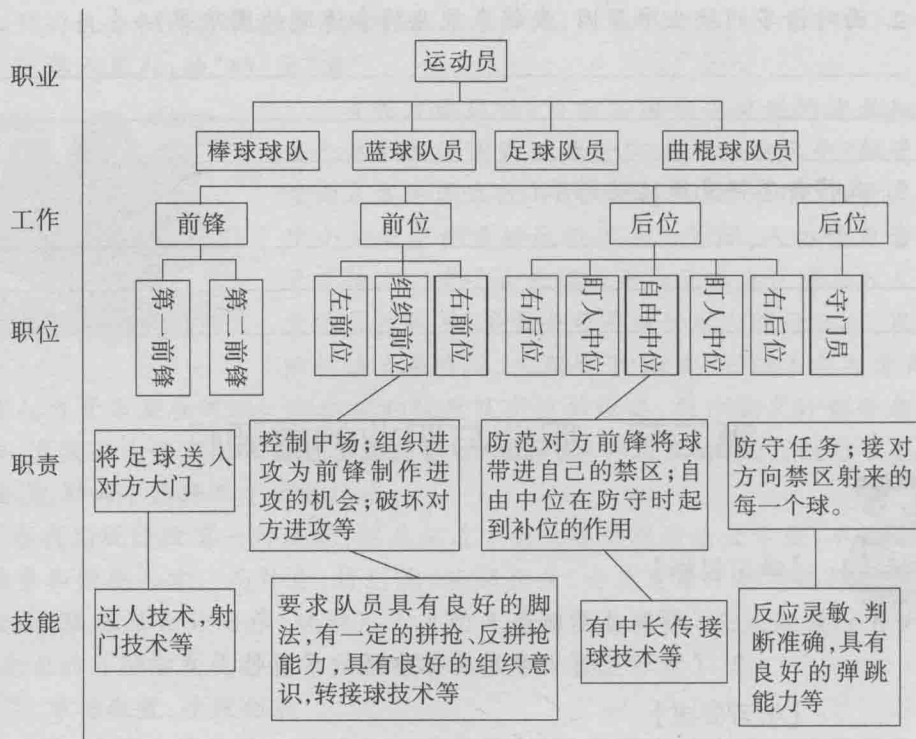 职业
运动员
棒球球队
蓝球队员
足球队员
曲棍球队员
工作
前锋
前位
后位
后位
职位
第一前锋
第二前锋
左前位
组织前位
右前位
右后位
盯人中位
自由中位
盯人中位
右后位
守门员
职责
将足球送入
对方大门
控制中场;组织进
攻为前锋制作进
攻的机会;破坏对
方进攻等
防范对方前锋将球
带进自己的禁区;自
由中位在防守时起
到补位的作用
防守任务;接对
方向禁区射来的
每一个球。
技能
过人技术,射
门技术等
要求队员具有良好的脚
法,有一定的拼抢、反拼抢
能力,具有良好的组织意
识,转接球技术等
有中长传接
球技术等
反应灵敏、判
断准确,具有
良好的弹跳
能力等